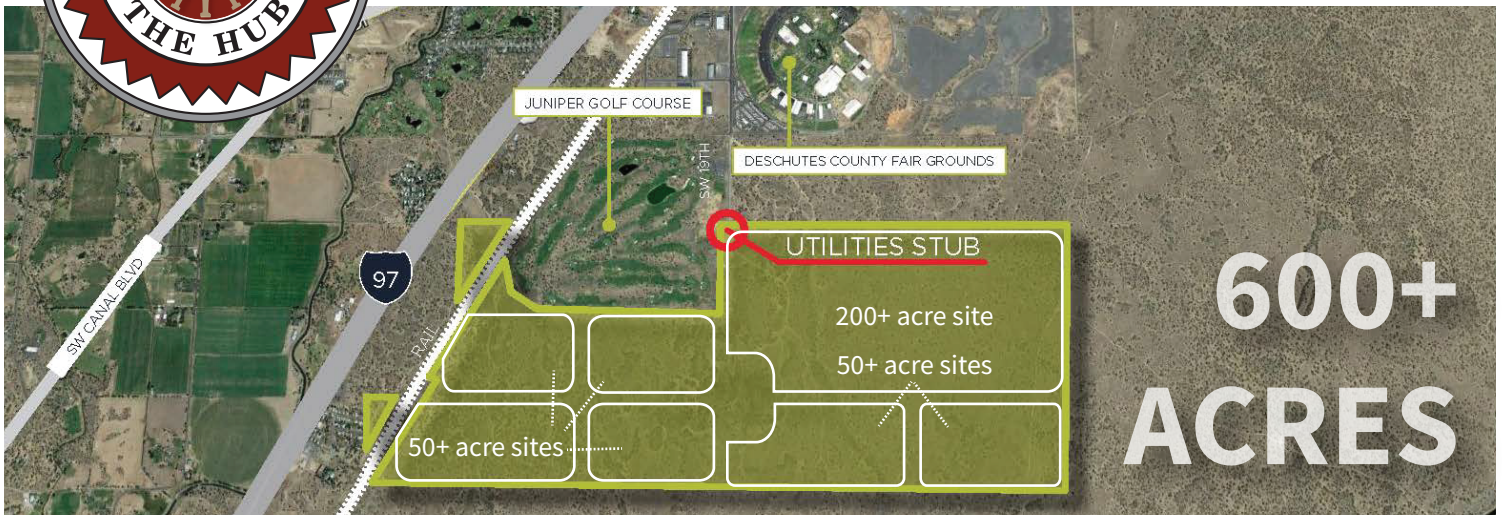 THE HUB
JUNIPER GOLF COURSE
SW 19TH
DESCHUTES COUNTY FAIR GROUNDS
UTILITIES STUB
97
SW CANAL BLVD
RAIL
200+ acre site
50+ acre sites
50+ acre sites
600+
ACRES